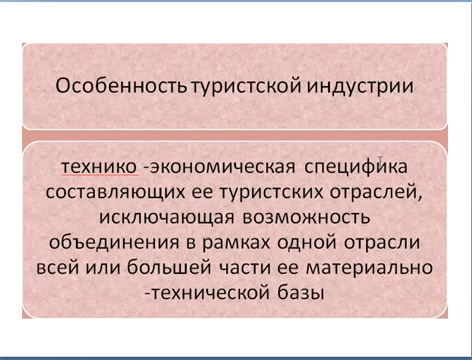 Особенность туристской индустрии
технико -экономическая специфика
составляющих ее туристских отраслей,
исключающая возможность
объединения в рамках одной отрасли
всей или большей части ее материально
-технической базы